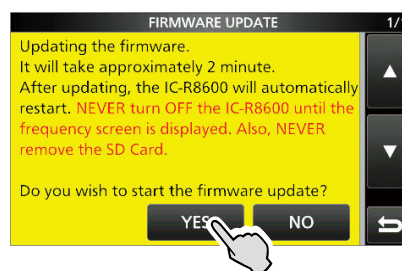 FIRMWARE UPDATE
1/
Updating the firmware.
It will take approximately 2 minute.
After updating, the IC-R8600 will automatically
restart. NEVER turn OFF the IC-R8600 until the
frequency screen is displayed. Also, NEVER
remove the SD Card.
Do you wish to start the firmware update?
YES NO